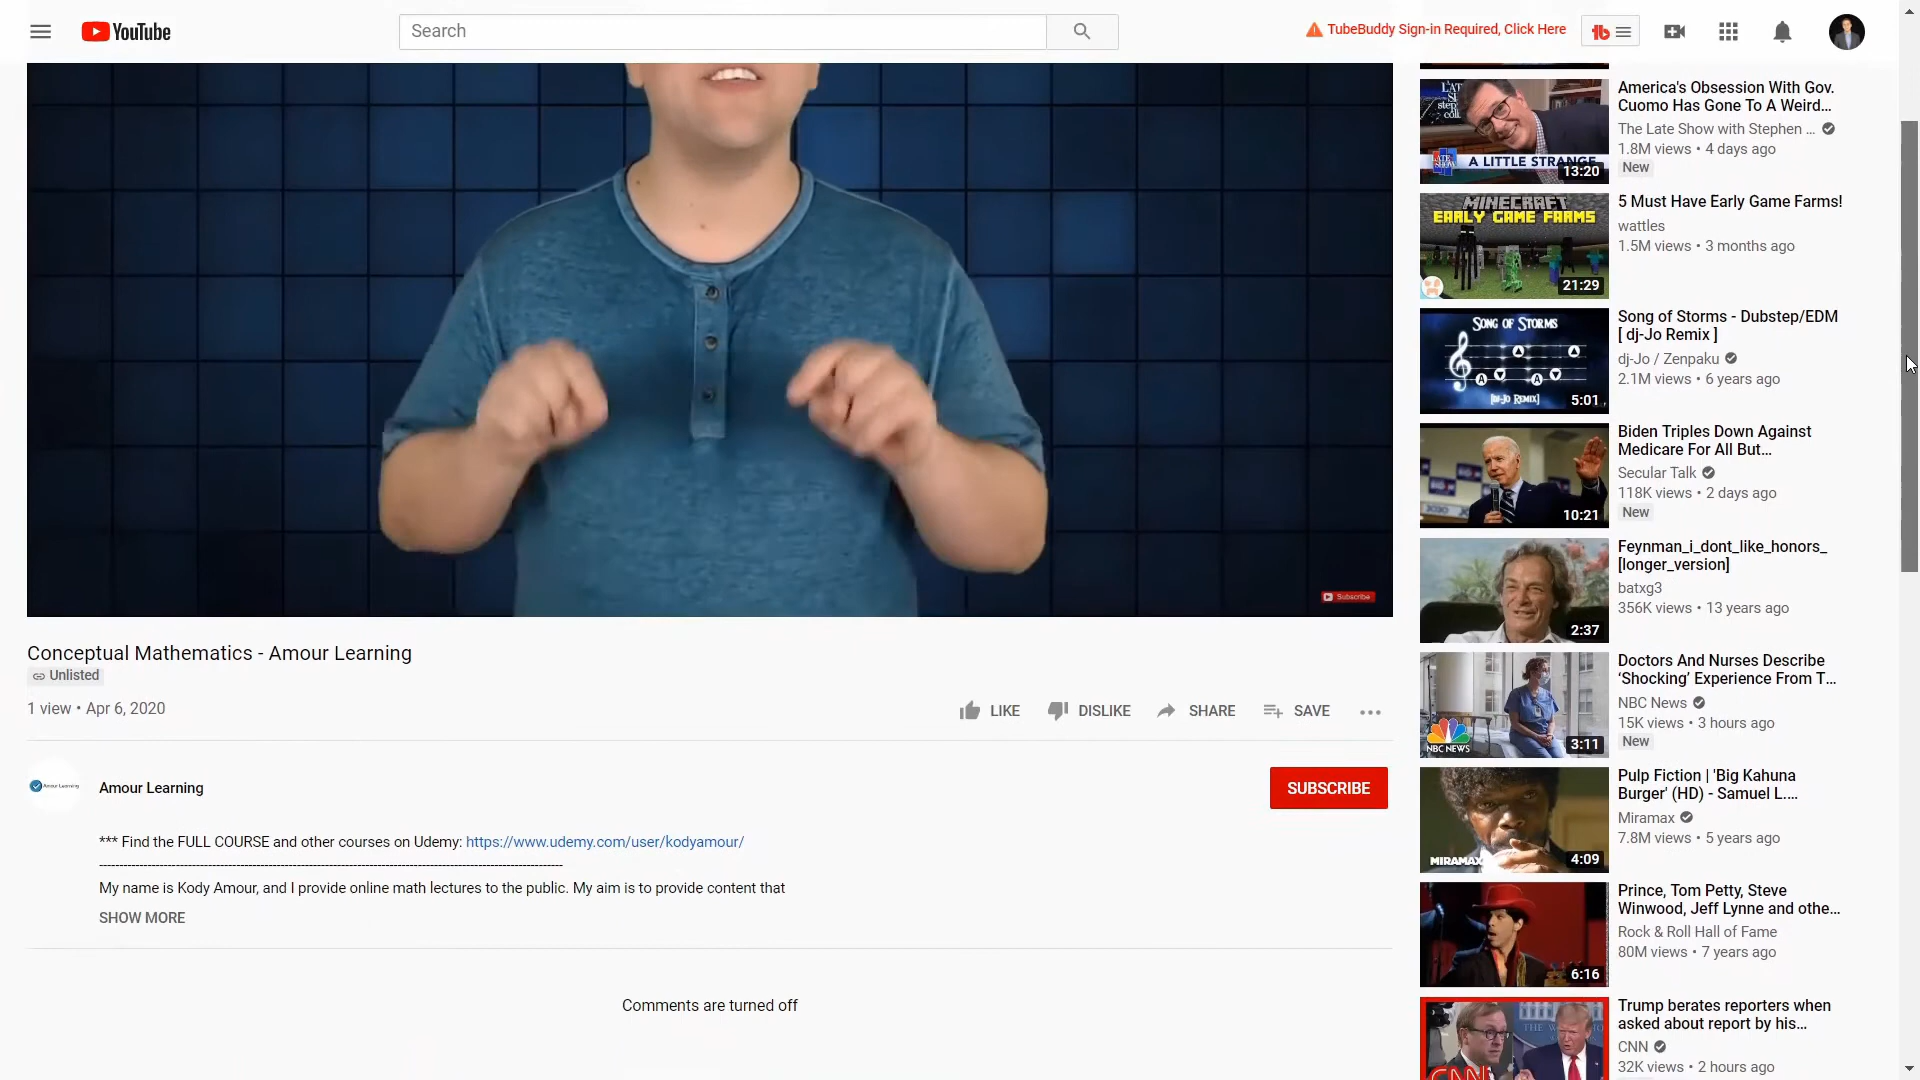 YouTube
Search
TubeBuddy Sign-in Required, Click Here
Subscribe
Conceptual Mathematics - Amour Learning
Unlisted
1 view • Apr 6, 2020
LIKE
DISLIKE
SHARE
SAVE
Amour Learning
Amour Learning
SUBSCRIBE
*** Find the FULL COURSE and other courses on Udemy: https://www.udemy.com/user/kodyamour/
My name is Kody Amour, and I provide online math lectures to the public. My aim is to provide content that
SHOW MORE
Comments are turned off
A LITTLE STRANGE
13:20
America's Obsession With Gov.
Cuomo Has Gone To A Weird...
The Late Show with Stephen ...
1.8M views • 4 days ago
New
MINECRAFT
EARLY GAME FARMS
21:29
5 Must Have Early Game Farms!
wattles
1.5M views • 3 months ago
SONG OF STORMS
A
A
[DJ-JO REMIX]
5:01
Song of Storms - Dubstep/EDM
[ dj-Jo Remix ]
dj-Jo / Zenpaku
2.1M views • 6 years ago
10:21
Biden Triples Down Against
Medicare For All But...
Secular Talk
118K views • 2 days ago
New
2:37
Feynman_i_dont_like_honors_
[longer_version]
batxg3
356K views • 13 years ago
NBC NEWS
3:11
Doctors And Nurses Describe
‘Shocking’ Experience From T...
NBC News
15K views • 3 hours ago
New
MIRAMAX
4:09
Pulp Fiction | 'Big Kahuna
Burger' (HD) - Samuel L....
Miramax
7.8M views • 5 years ago
6:16
Prince, Tom Petty, Steve
Winwood, Jeff Lynne and othe...
Rock & Roll Hall of Fame
80M views • 7 years ago
CNN
Trump berates reporters when
asked about report by his...
CNN
32K views • 2 hours ago